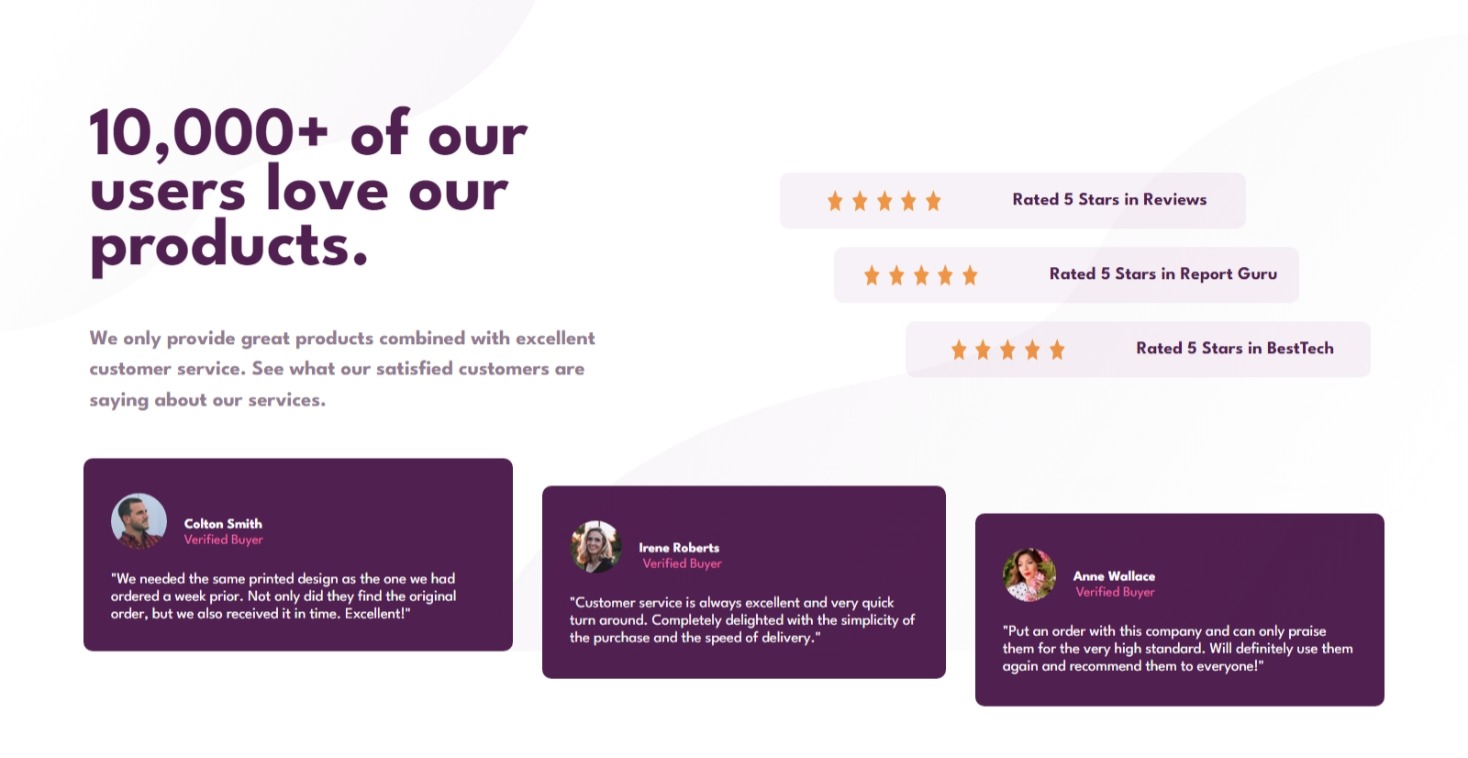 10,000+ of our
users love our
products.
We only provide great products combined with excellent
customer service. See what our satisfied customers are
saying about our services.
Rated 5 Stars in Reviews
Rated 5 Stars in Report Guru
Rated 5 Stars in BestTech
Colton Smith
Verified Buyer
"We needed the same printed design as the one we had
ordered a week prior. Not only did they find the original
order, but we also received it in time. Excellent!"
Irene Roberts
Verified Buyer
"Customer service is always excellent and very quick
turn around. Completely delighted with the simplicity of
the purchase and the speed of delivery."
Anne Wallace
Verified Buyer
"Put an order with this company and can only praise
them for the very high standard. Will definitely use them
again and recommend them to everyone!"